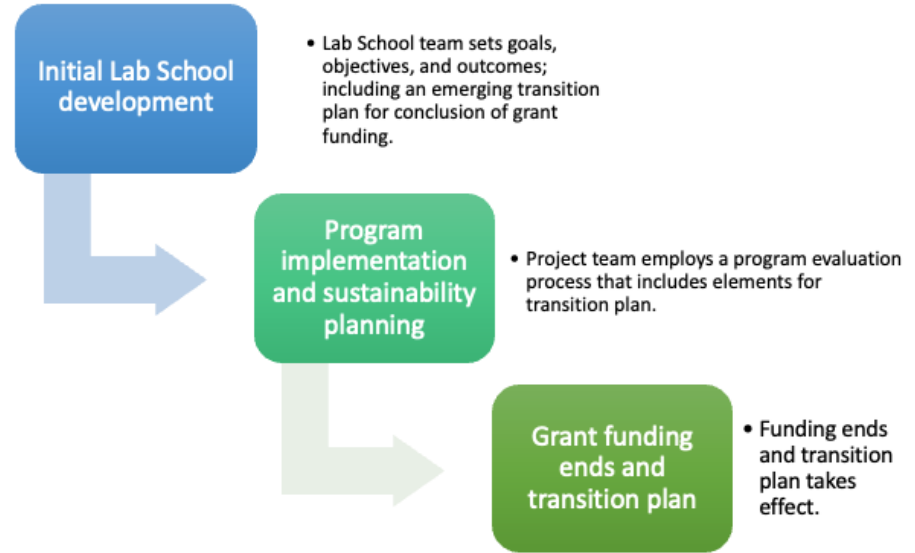 Initial Lab School
development
• Lab School team sets goals,
objectives, and outcomes;
including an emerging transition
plan for conclusion of grant
funding.
Program
implementation
and sustainability
planning
• Project team employs a program evaluation
process that includes elements for
transition plan.
Grant funding
ends and
transition plan
• Funding ends
and transition
plan takes
effect.